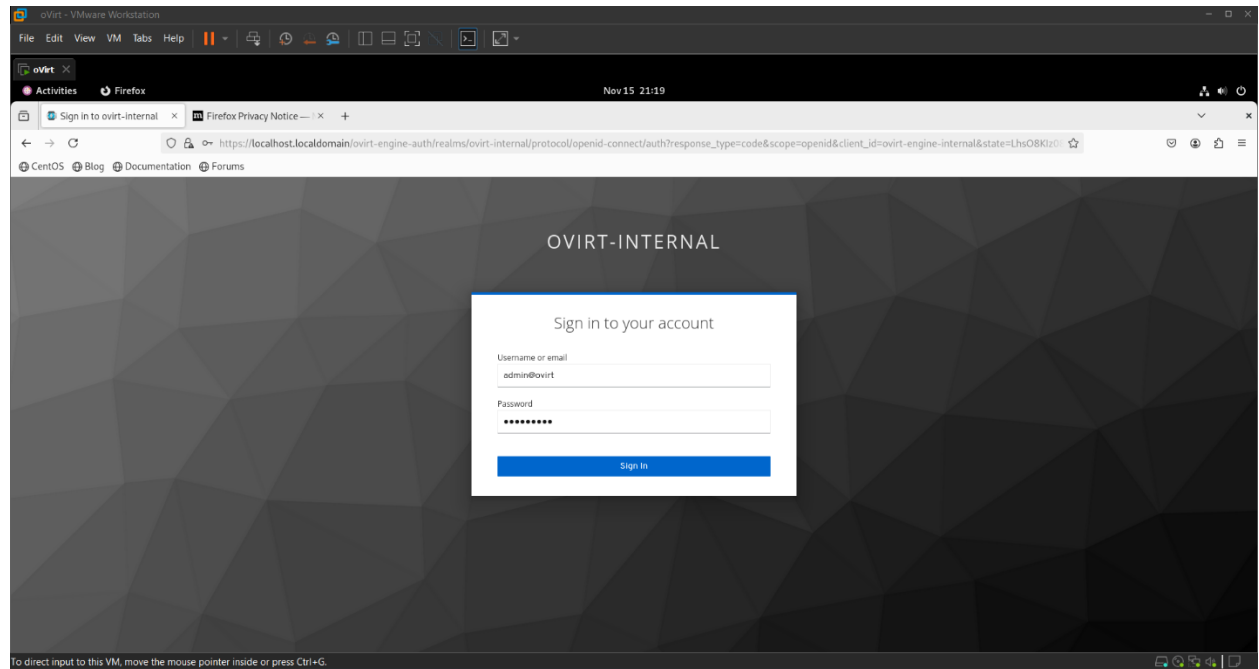 oVirt - VMware Workstation
File Edit View VM Tabs Help
oVirt
Activities Firefox Nov 15 21:19
Sign in to ovirt-internal Firefox Privacy Notice —
https://localhost.localdomain/ovirt-engine-auth/realms/ovirt-internal/protocol/openid-connect/auth?response_type=code&scope=openid&client_id=ovirt-engine-internal&state=
CentOS Blog Documentation Forums
OVIRT-INTERNAL
Sign in to your account
Username or email
admin@ovirt
Password
•••••••••
Sign In
To direct input to this VM, move the mouse pointer inside or press Ctrl+G.